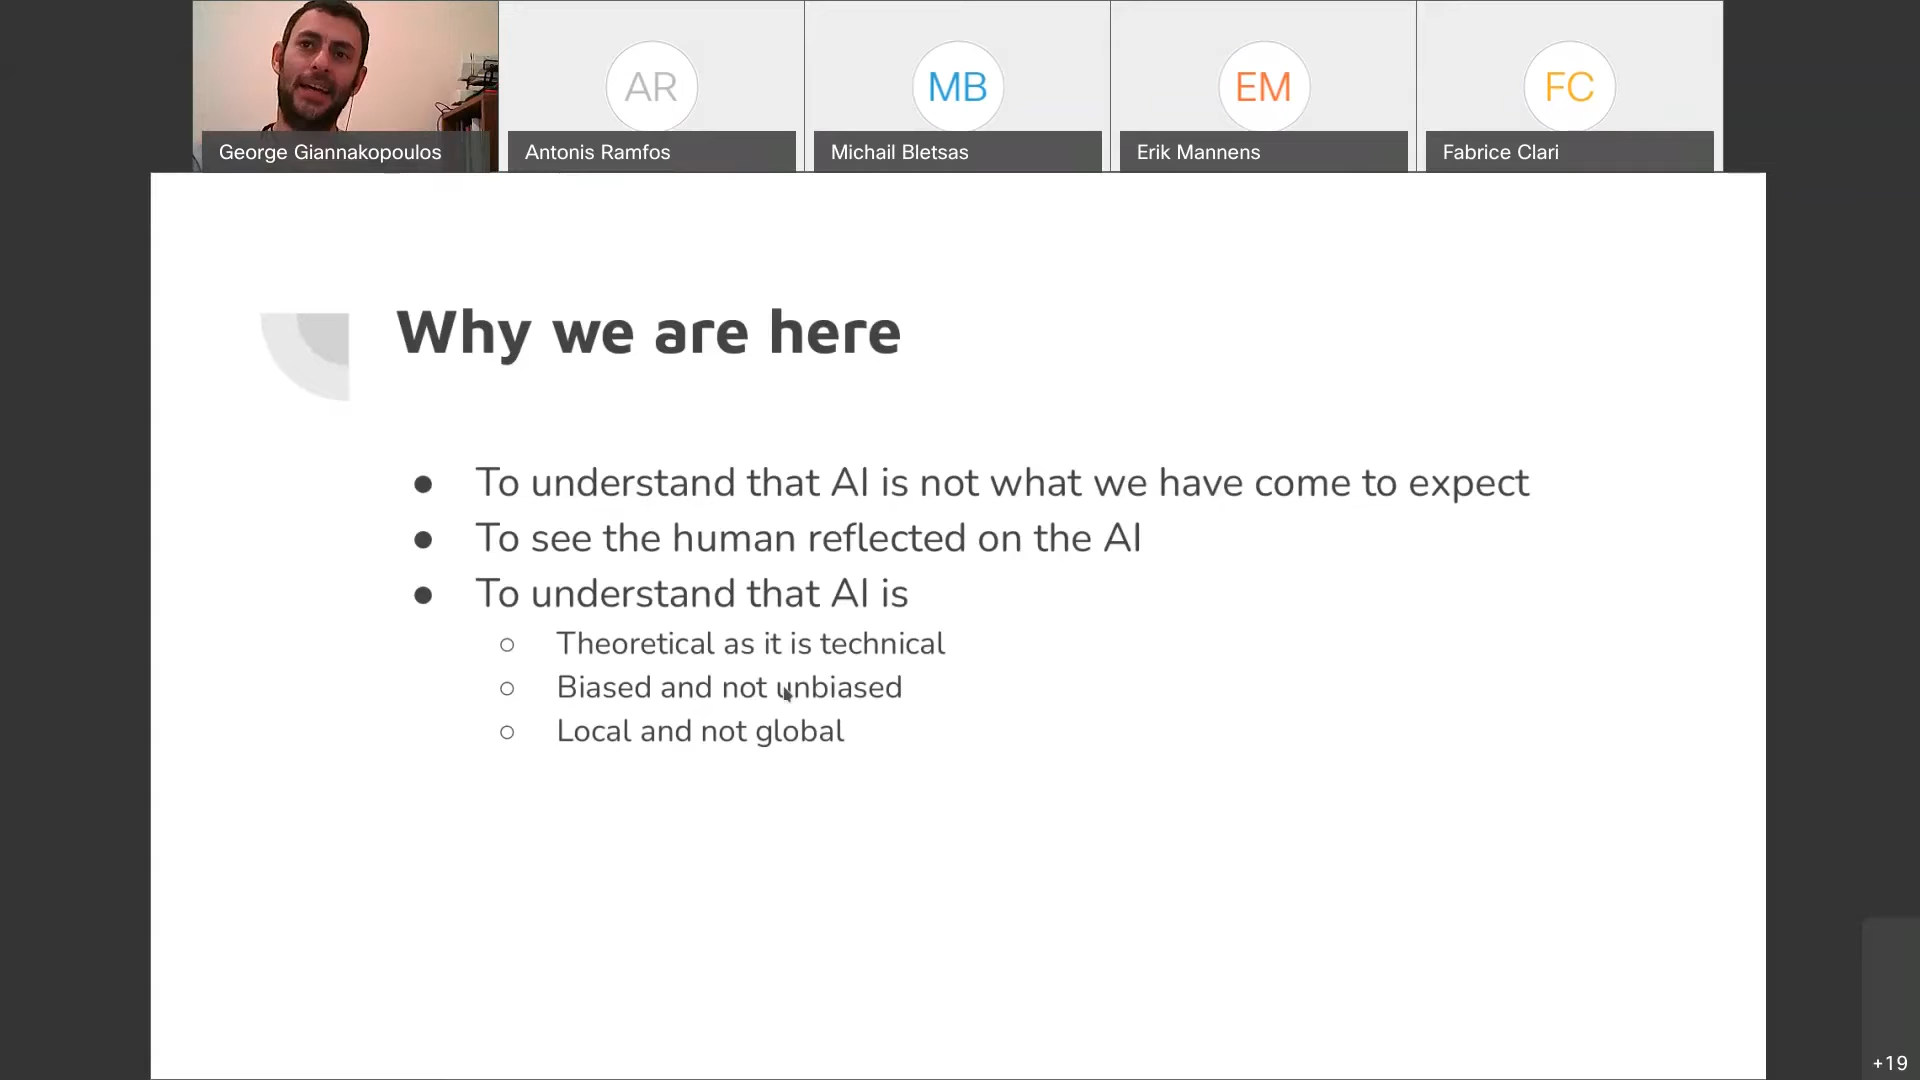 AR
MB
EM
FC
George Giannakopoulos
Antonis Ramfos
Michail Bletsas
Erik Mannens
Fabrice Clari
Why we are here
● To understand that AI is not what we have come to expect
● To see the human reflected on the AI
● To understand that AI is
○ Theoretical as it is technical
○ Biased and not unbiased
○ Local and not global
+19